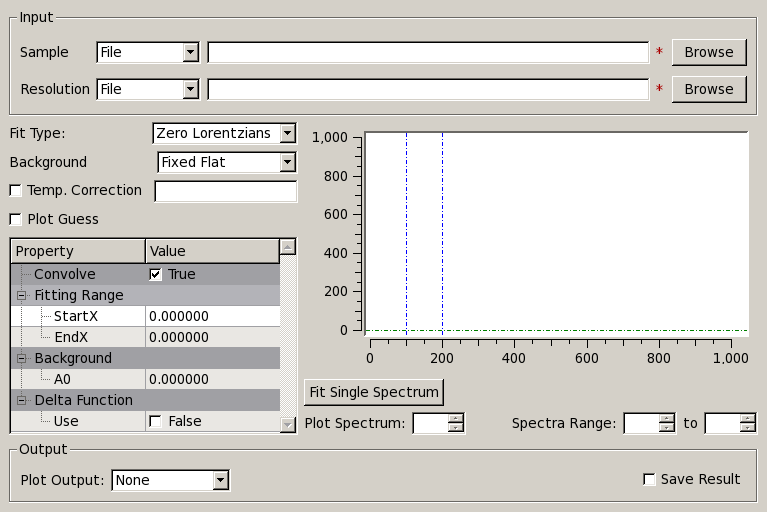 Input
Sample File * Browse
Resolution File * Browse
Fit Type: Zero Lorentzians
Background Fixed Flat
Temp. Correction
Plot Guess
Property Value
Convolve True
Fitting Range
StartX 0.000000
EndX 0.000000
Background
A0 0.000000
Delta Function
Use False
1,000
800
600
400
200
0
0 200 400 600 800 1,000
Fit Single Spectrum
Plot Spectrum: Spectra Range: to
Output
Plot Output: None Save Result